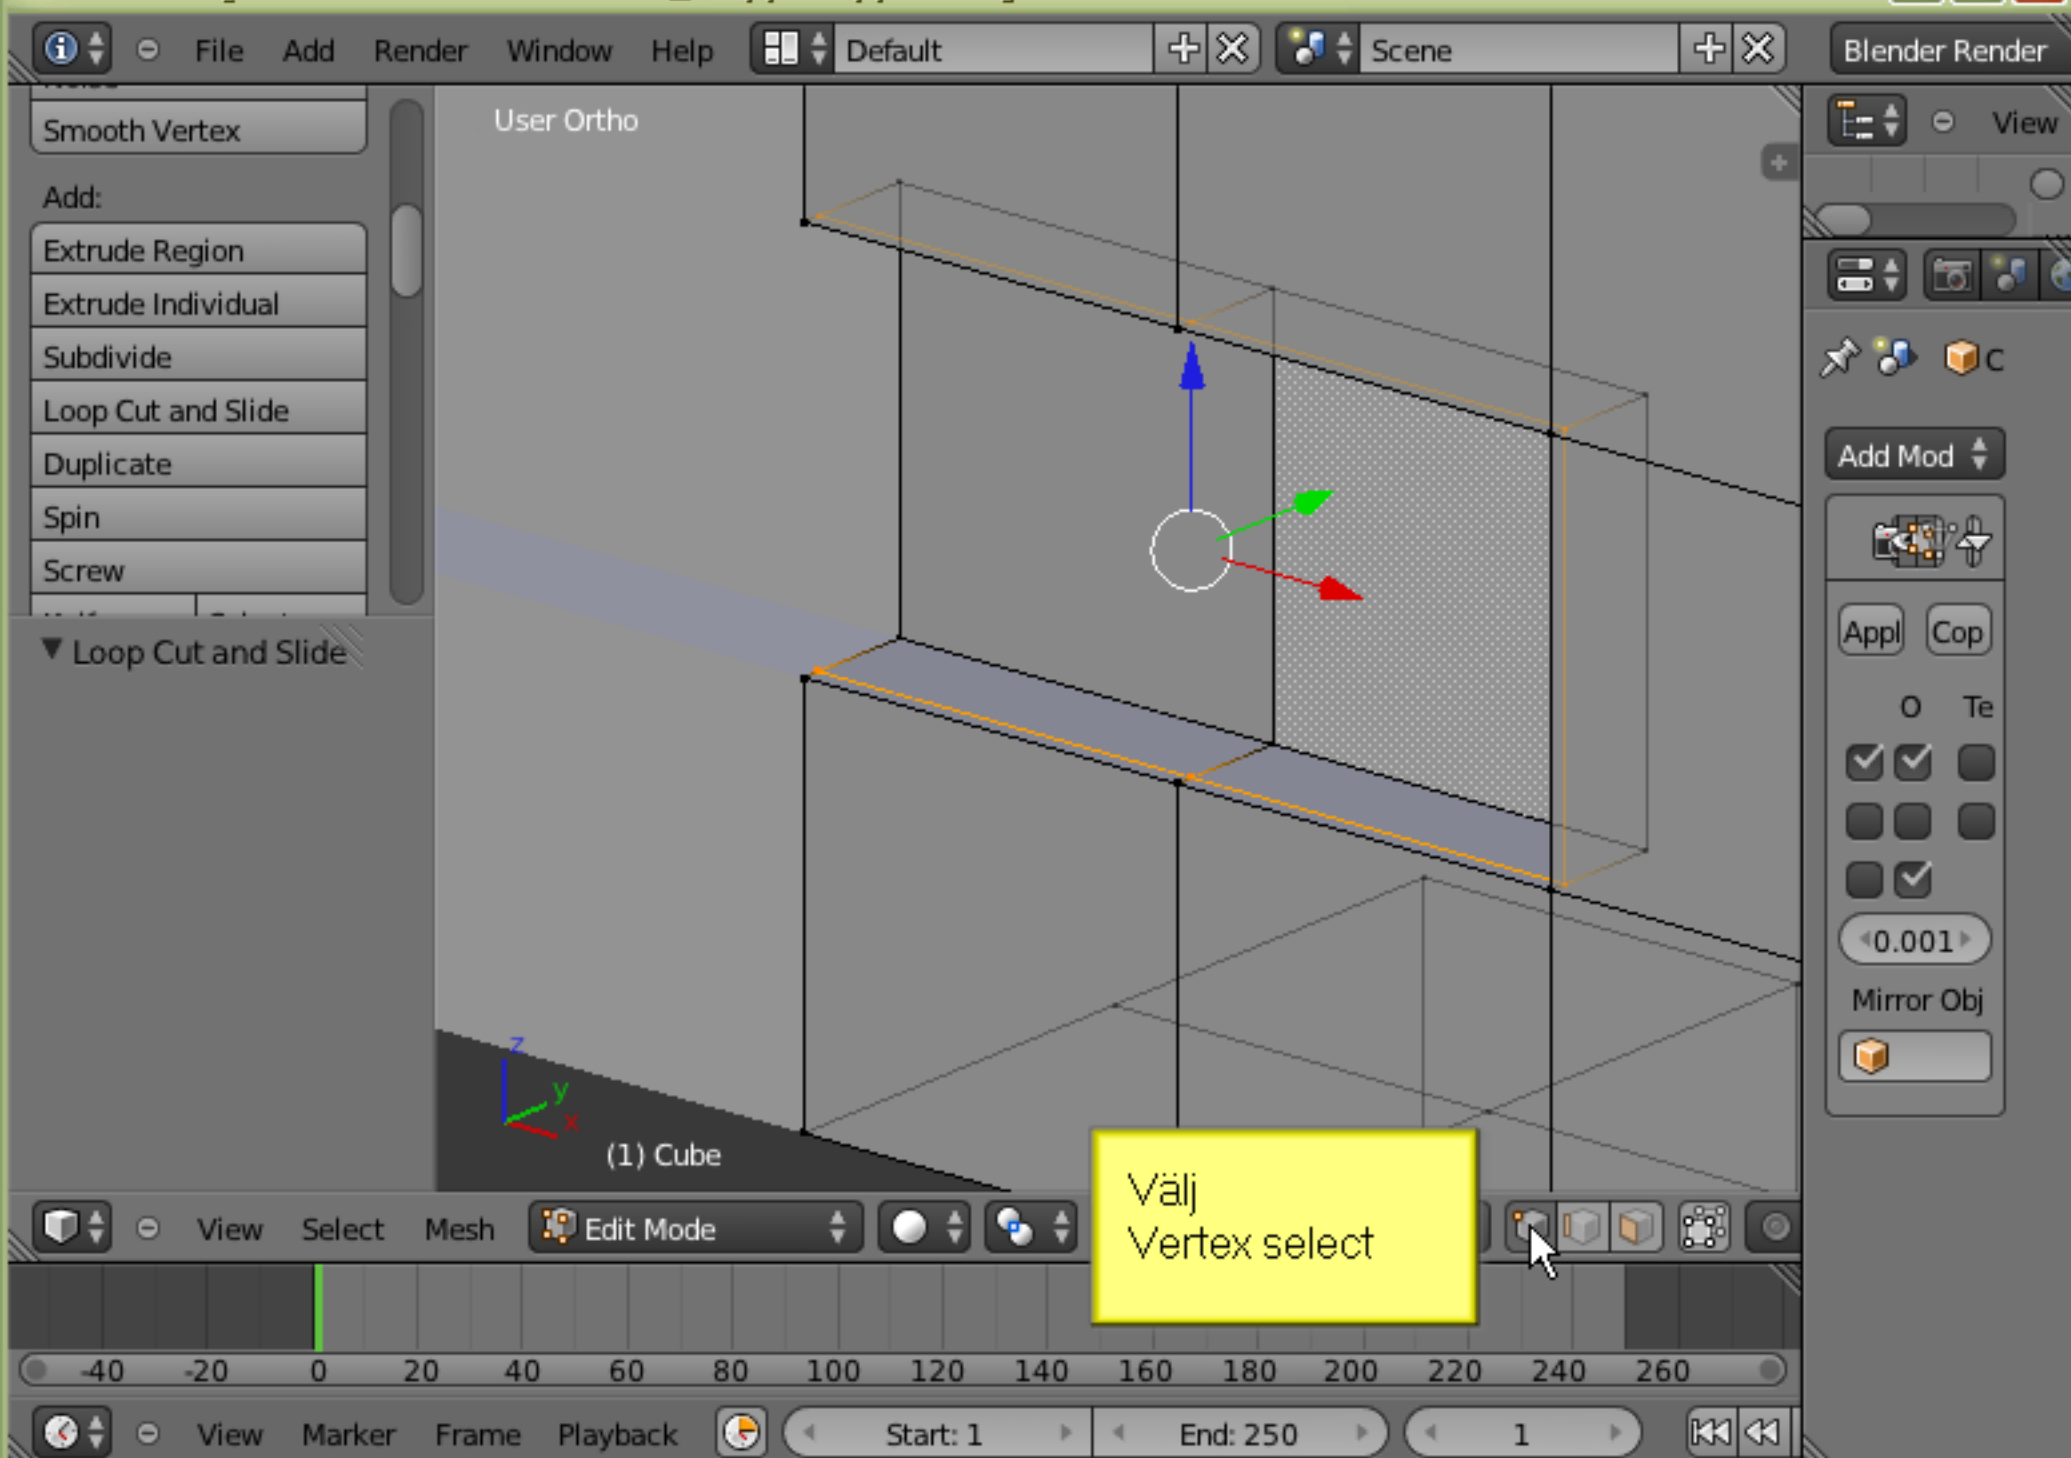 File Add Render Window Help Default Scene Blender Render
Smooth Vertex
Add:
Extrude Region
Extrude Individual
Subdivide
Loop Cut and Slide
Duplicate
Spin
Screw
Loop Cut and Slide
User Ortho
z
y
x
(1) Cube
View
C
Add Mod
Appl Cop
O Te
0.001
Mirror Obj
Välj
Vertex select
View Select Mesh Edit Mode
-40 -20 0 20 40 60 80 100 120 140 160 180 200 220 240 260
View Marker Frame Playback Start: 1 End: 250 1